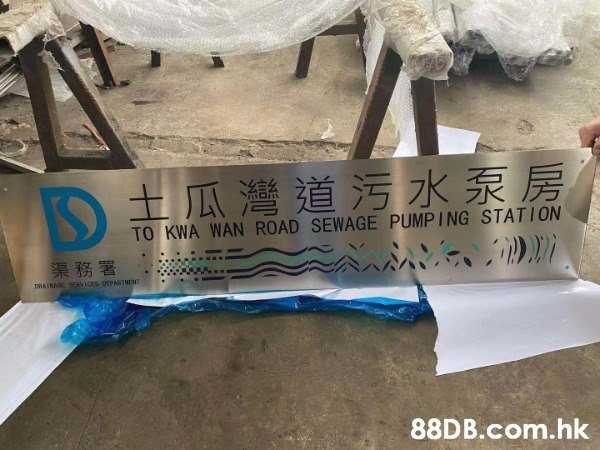 土瓜灣道污水泵房
TO KWA WAN ROAD SEWAGE PUMPING STATION
渠務署
DRAINAGE SERVICES DEPARTMENT
88DB.com.hk